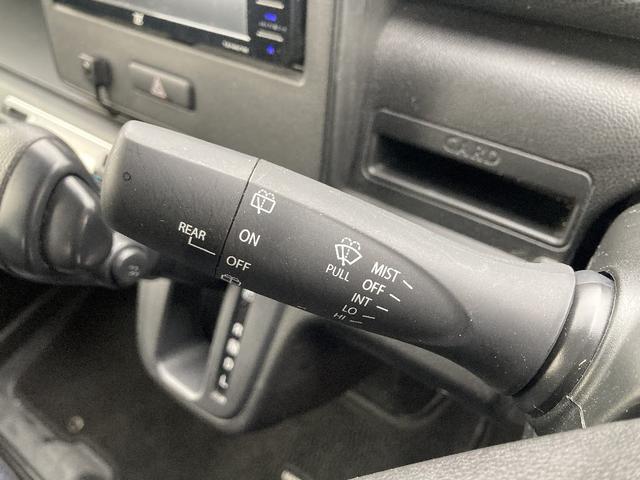 CARD
REAR
ON
OFF
PULL
MIST
OFF
INT
LO
HI